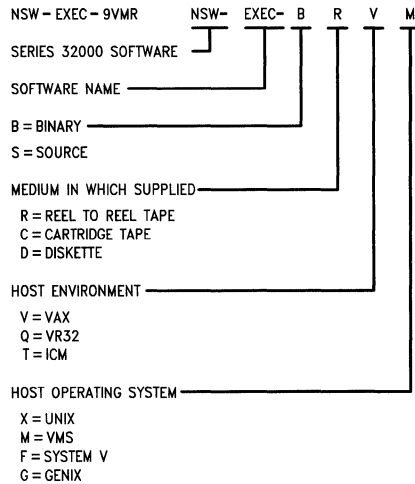 NSW-EXEC-9VMR NSW- EXEC- B R V M
SERIES 32000 SOFTWARE
SOFTWARE NAME
B = BINARY
S = SOURCE
MEDIUM IN WHICH SUPPLIED
R = REEL TO REEL TAPE
C = CARTRIDGE TAPE
D = DISKETTE
HOST ENVIRONMENT
V = VAX
Q = VR32
T = ICM
HOST OPERATING SYSTEM
X = UNIX
M = VMS
F = SYSTEM V
G = GENIX